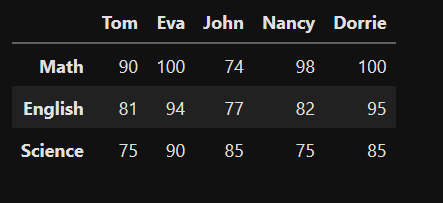 Tom Eva John Nancy Dorrie
Math 90 100 74 98 100
English 81 94 77 82 95
Science 75 90 85 75 85